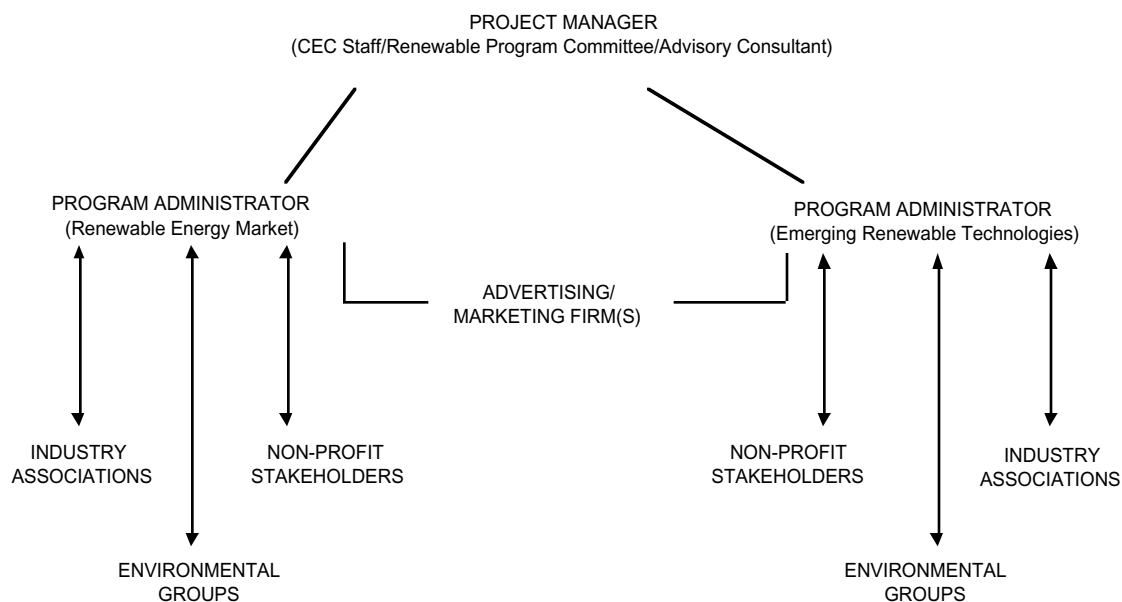 PROJECT MANAGER
(CEC Staff/Renewable Program Committee/Advisory Consultant)
PROGRAM ADMINISTRATOR
(Renewable Energy Market)
PROGRAM ADMINISTRATOR
(Emerging Renewable Technologies)
ADVERTISING/
MARKETING FIRM(S)
INDUSTRY
ASSOCIATIONS
NON-PROFIT
STAKEHOLDERS
NON-PROFIT
STAKEHOLDERS
INDUSTRY
ASSOCIATIONS
ENVIRONMENTAL
GROUPS
ENVIRONMENTAL
GROUPS